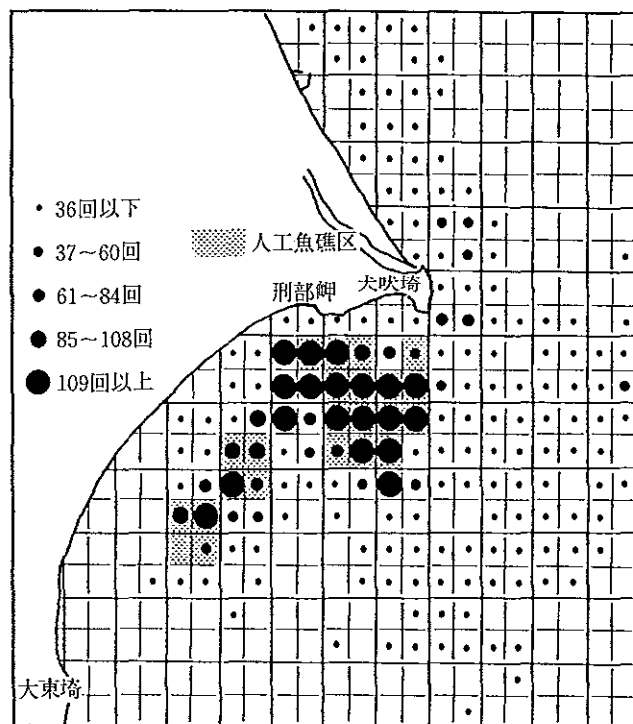 36回以下
37〜60回
61〜84回
85〜108回
109回以上
人工魚礁区
刑部岬
犬吠埼
大東埼